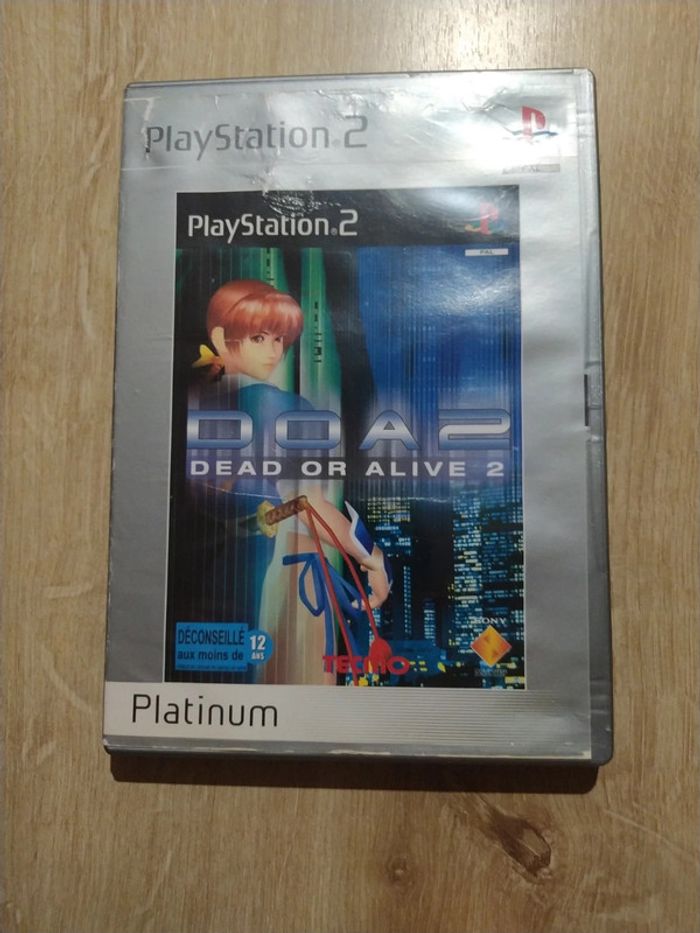 PlayStation®2
PAL
PlayStation®2
PAL
DOA2
DEAD OR ALIVE 2
DÉCONSEILLÉ
aux moins de
12
ANS
TECMO
SONY
Platinum